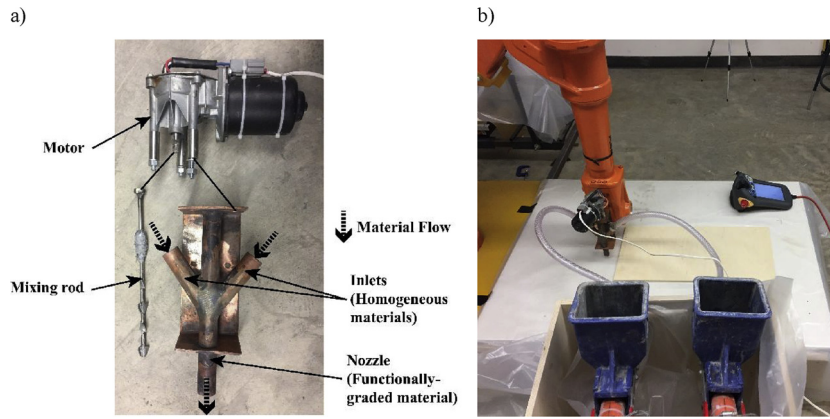 a)
b)
Motor
Material Flow
Mixing rod
Inlets
(Homogeneous
materials)
Nozzle
(Functionally-
graded material)